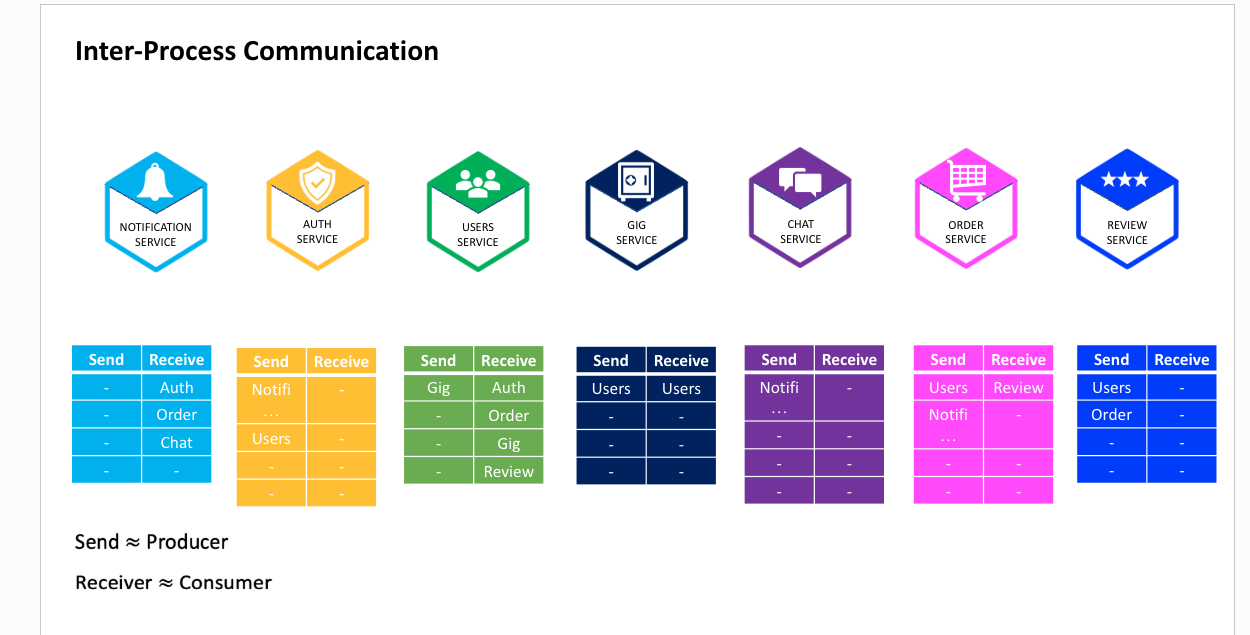 Inter-Process Communication
NOTIFICATION
SERVICE
AUTH
SERVICE
USERS
SERVICE
GIG
SERVICE
CHAT
SERVICE
ORDER
SERVICE
REVIEW
SERVICE
Send Receive
- Auth
- Order
- Chat
- -
Send Receive
Notifi -
...
Users -
- -
- -
Send Receive
Gig Auth
- Order
- Gig
- Review
Send Receive
Users Users
- -
- -
- -
Send Receive
Notifi -
...
- -
- -
- -
Send Receive
Users Review
Notifi -
...
- -
- -
Send Receive
Users -
Order -
- -
- -
Send ≈ Producer
Receiver ≈ Consumer